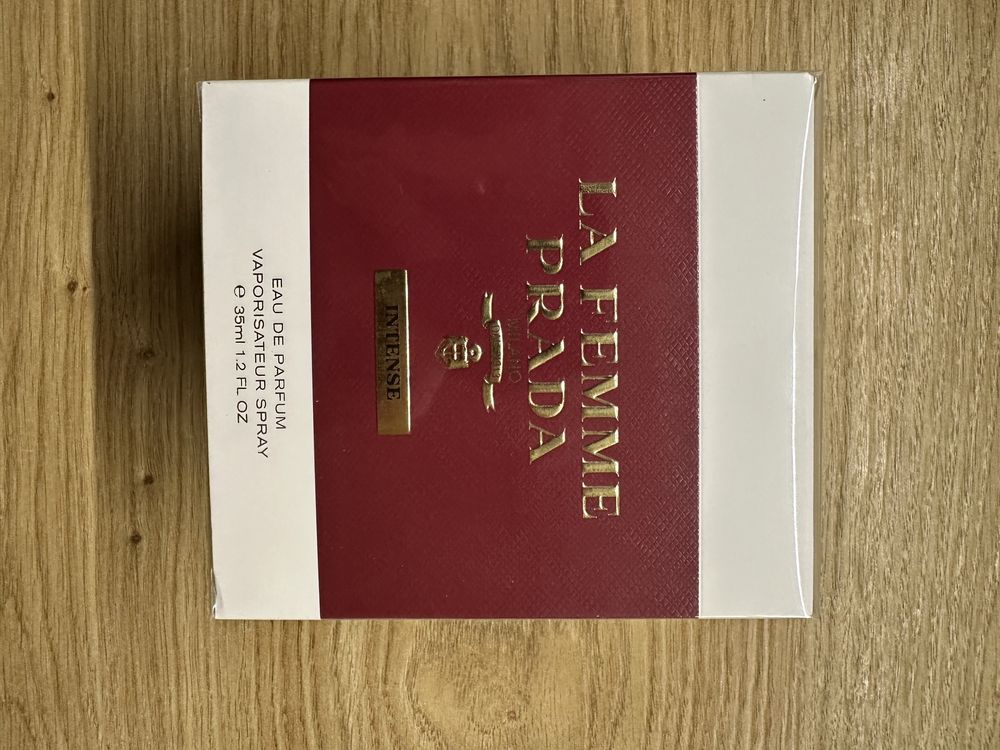 LA FEMME
PRADA
MILANO
INTENSE
EAU DE PARFUM
VAPORISATEUR SPRAY
℮ 35ml 1.2 FL OZ